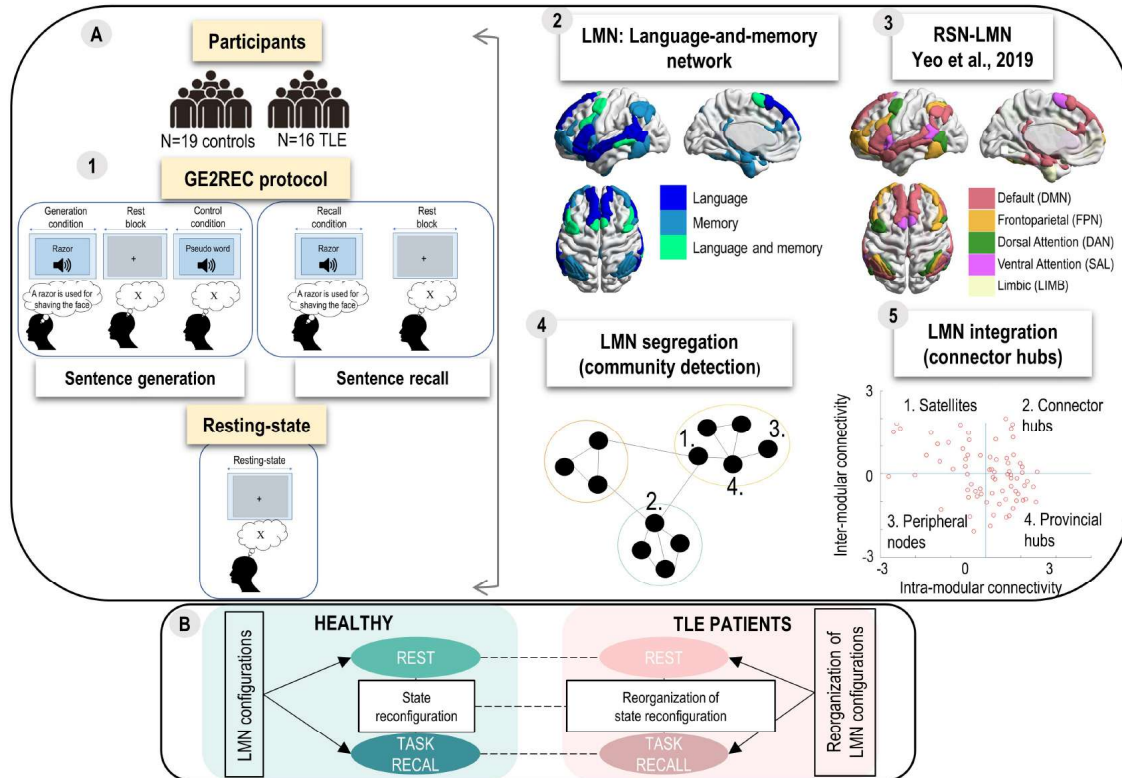 A
Participants
N=19 controls
N=16 TLE
1
GE2REC protocol
Generation
condition
Rest
block
Control
condition
Razor
+
Pseudo word
A razor is used for
shaving the face
X
X
Recall
condition
Rest
block
Razor
+
A razor is used for
shaving the face
X
Sentence generation
Sentence recall
Resting-state
Resting-state
+
X
2
LMN: Language-and-memory
network
Language
Memory
Language and memory
3
RSN-LMN
Yeo et al., 2019
Default (DMN)
Frontoparietal (FPN)
Dorsal Attention (DAN)
Ventral Attention (SAL)
Limbic (LIMB)
4
LMN segregation
(community detection)
1.
2.
3.
4.
5
LMN integration
(connector hubs)
3
0
-3
Inter-modular connectivity
1. Satellites
2. Connector
hubs
3. Peripheral
nodes
4. Provincial
hubs
-3
0
3
Intra-modular connectivity
B
LMN configurations
HEALTHY
REST
State
reconfiguration
TASK
RECAL
TLE PATIENTS
REST
Reorganization of
state reconfiguration
TASK
RECALL
Reorganization of
LMN configurations